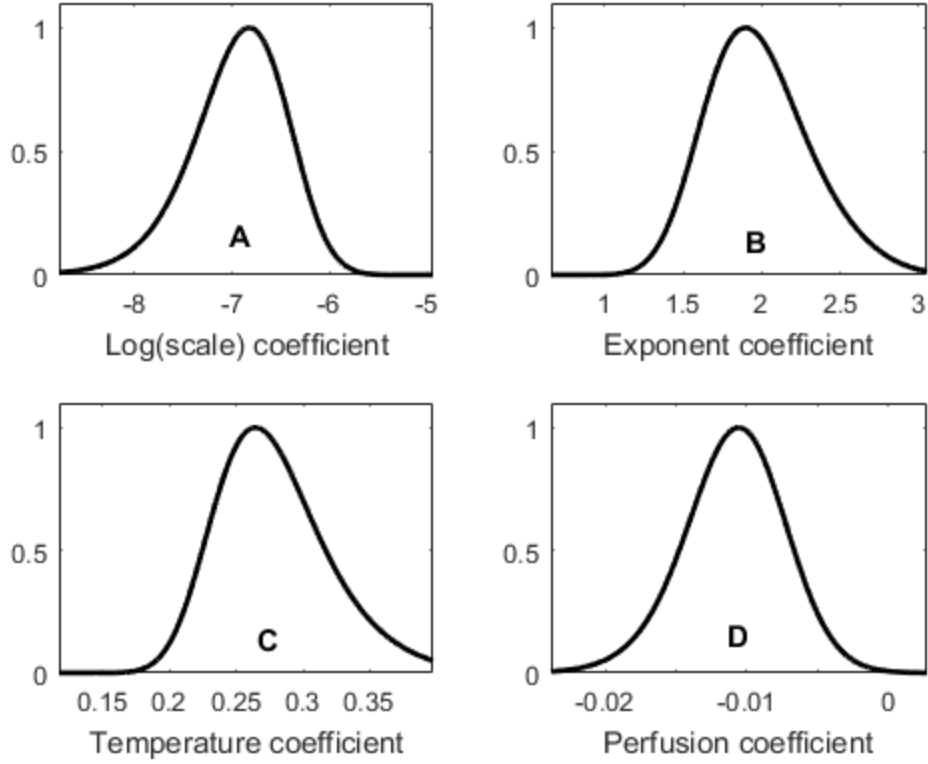 1
0.5
0
A
-8 -7 -6 -5
Log(scale) coefficient
1
0.5
0
B
1 1.5 2 2.5 3
Exponent coefficient
1
0.5
0
C
0.15 0.2 0.25 0.3 0.35
Temperature coefficient
1
0.5
0
D
-0.02 -0.01 0
Perfusion coefficient